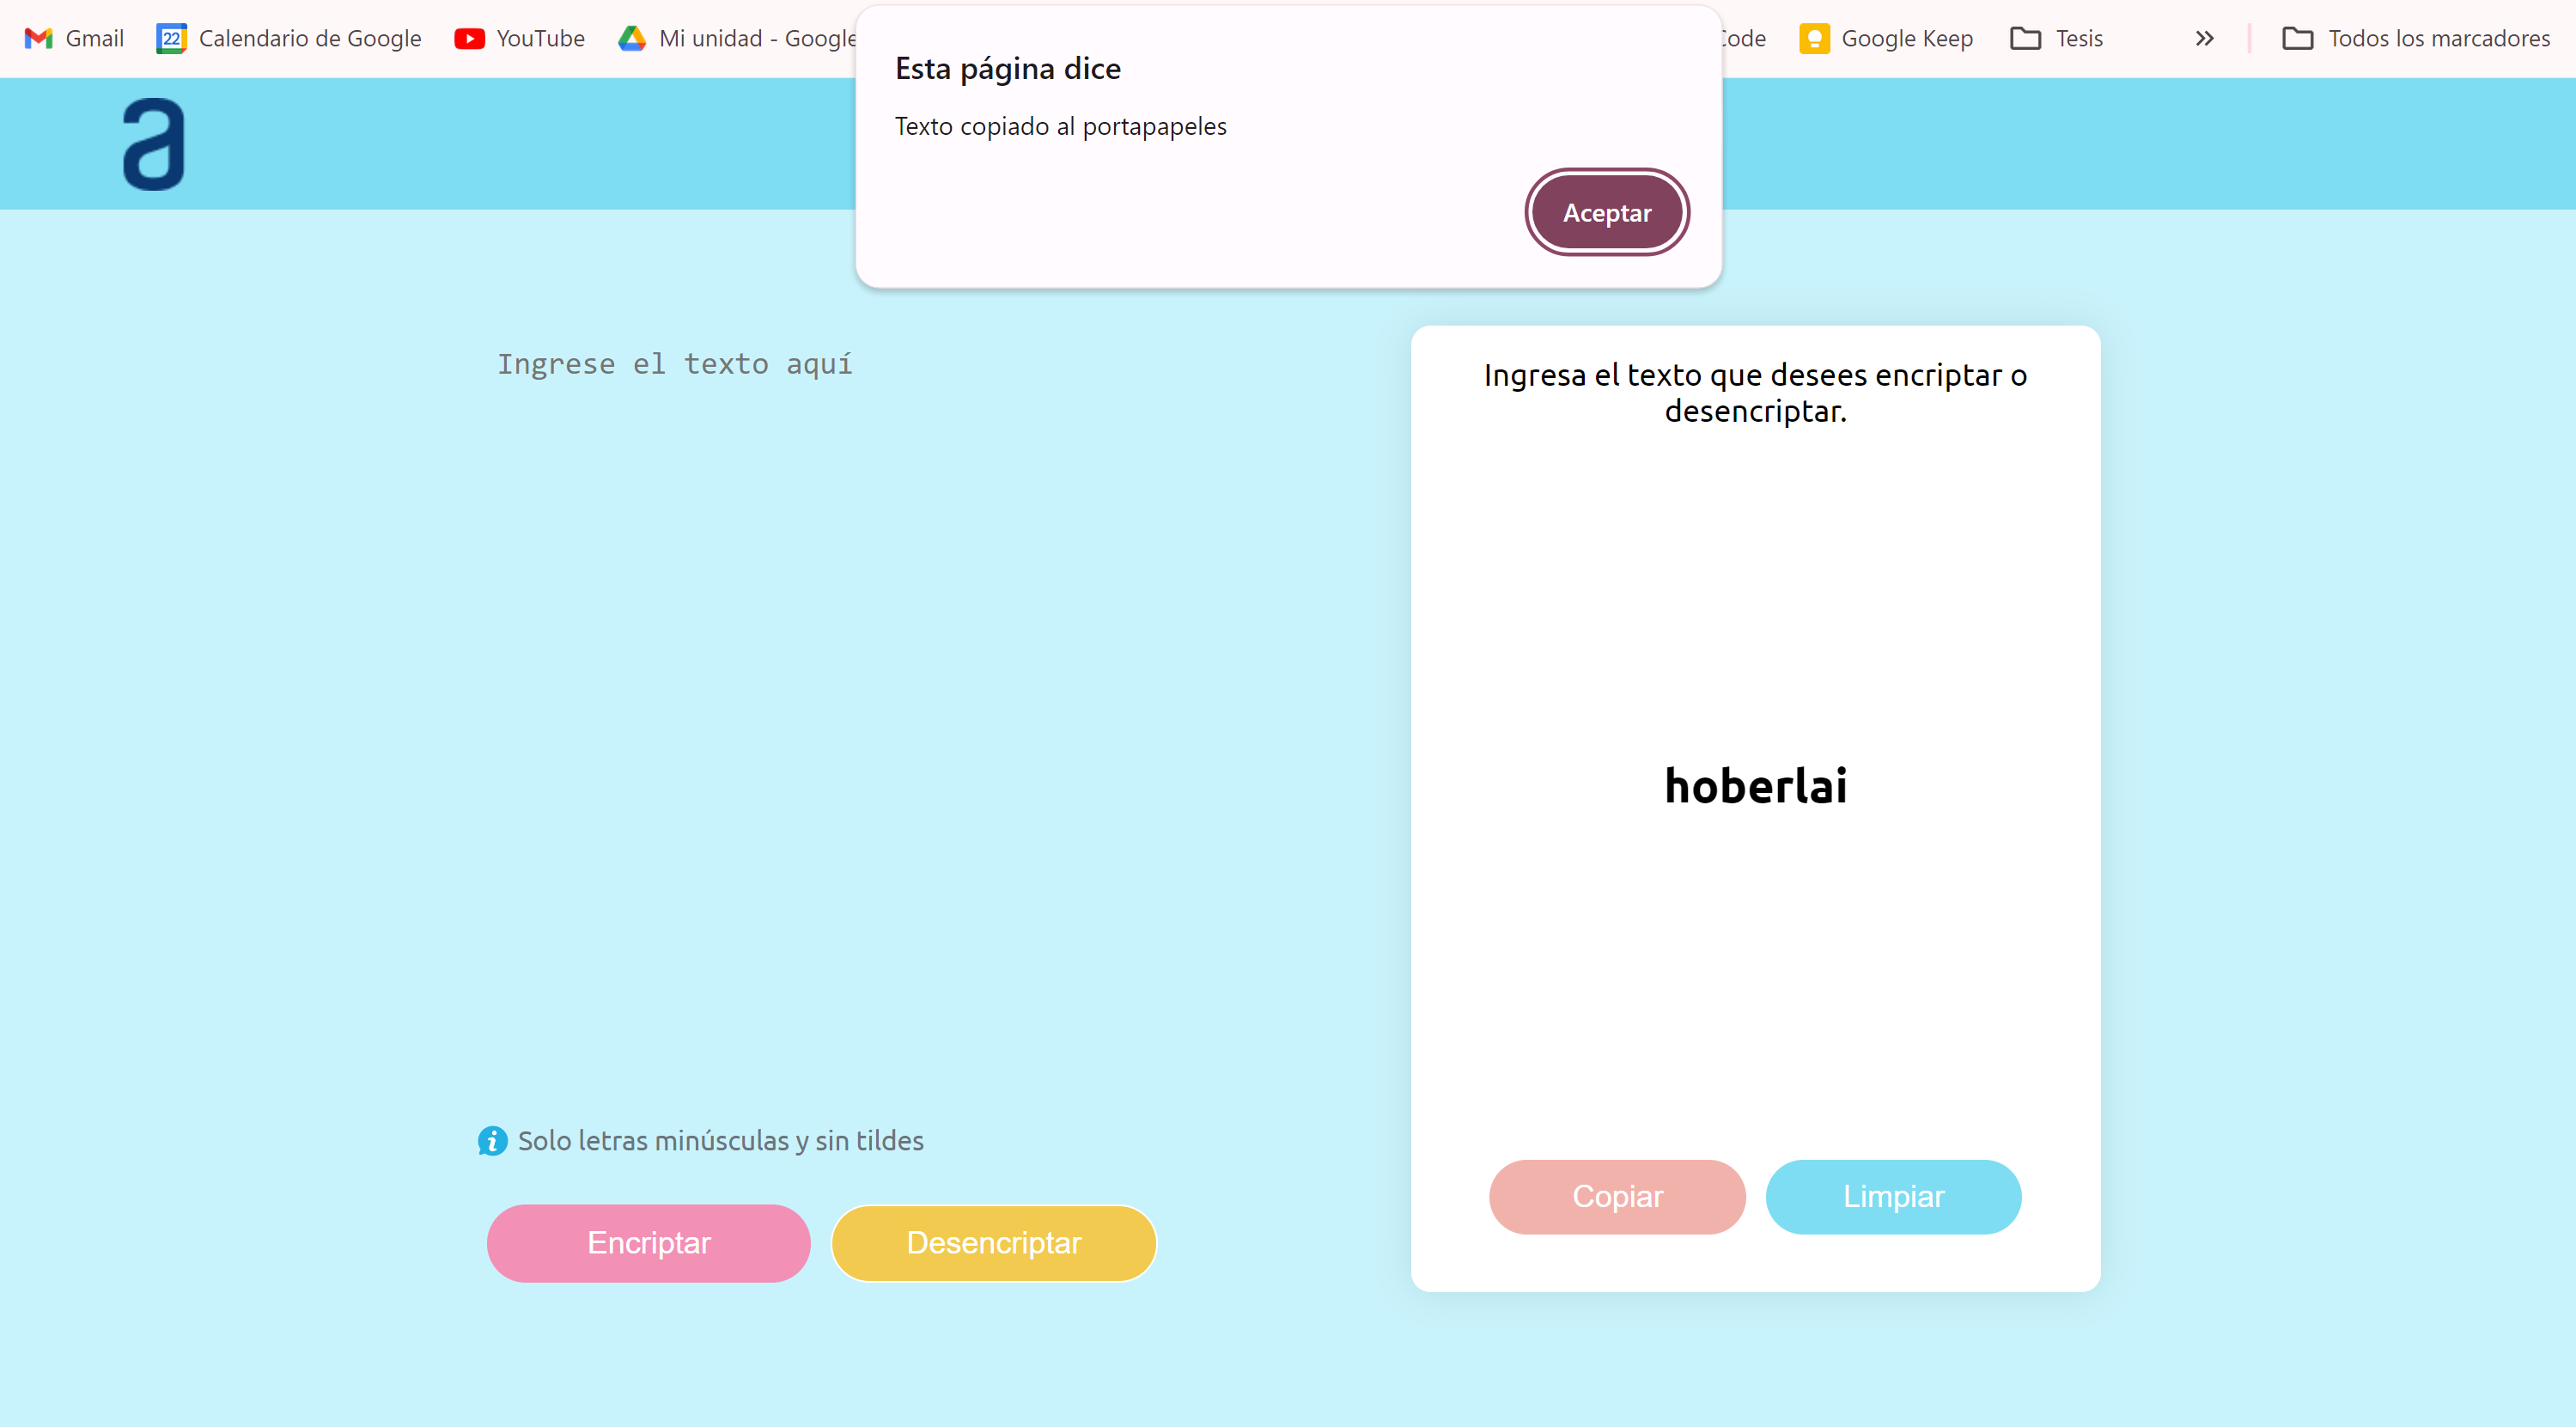 Gmail
22
Calendario de Google
YouTube
Mi unidad - Google
Google Keep
Tesis
Todos los marcadores
Esta página dice
Texto copiado al portapapeles
Aceptar
a
Ingrese el texto aquí
Ingresa el texto que desees encriptar o
desencriptar.
hoberlai
Solo letras minúsculas y sin tildes
Copiar
Limpiar
Encriptar
Desencriptar